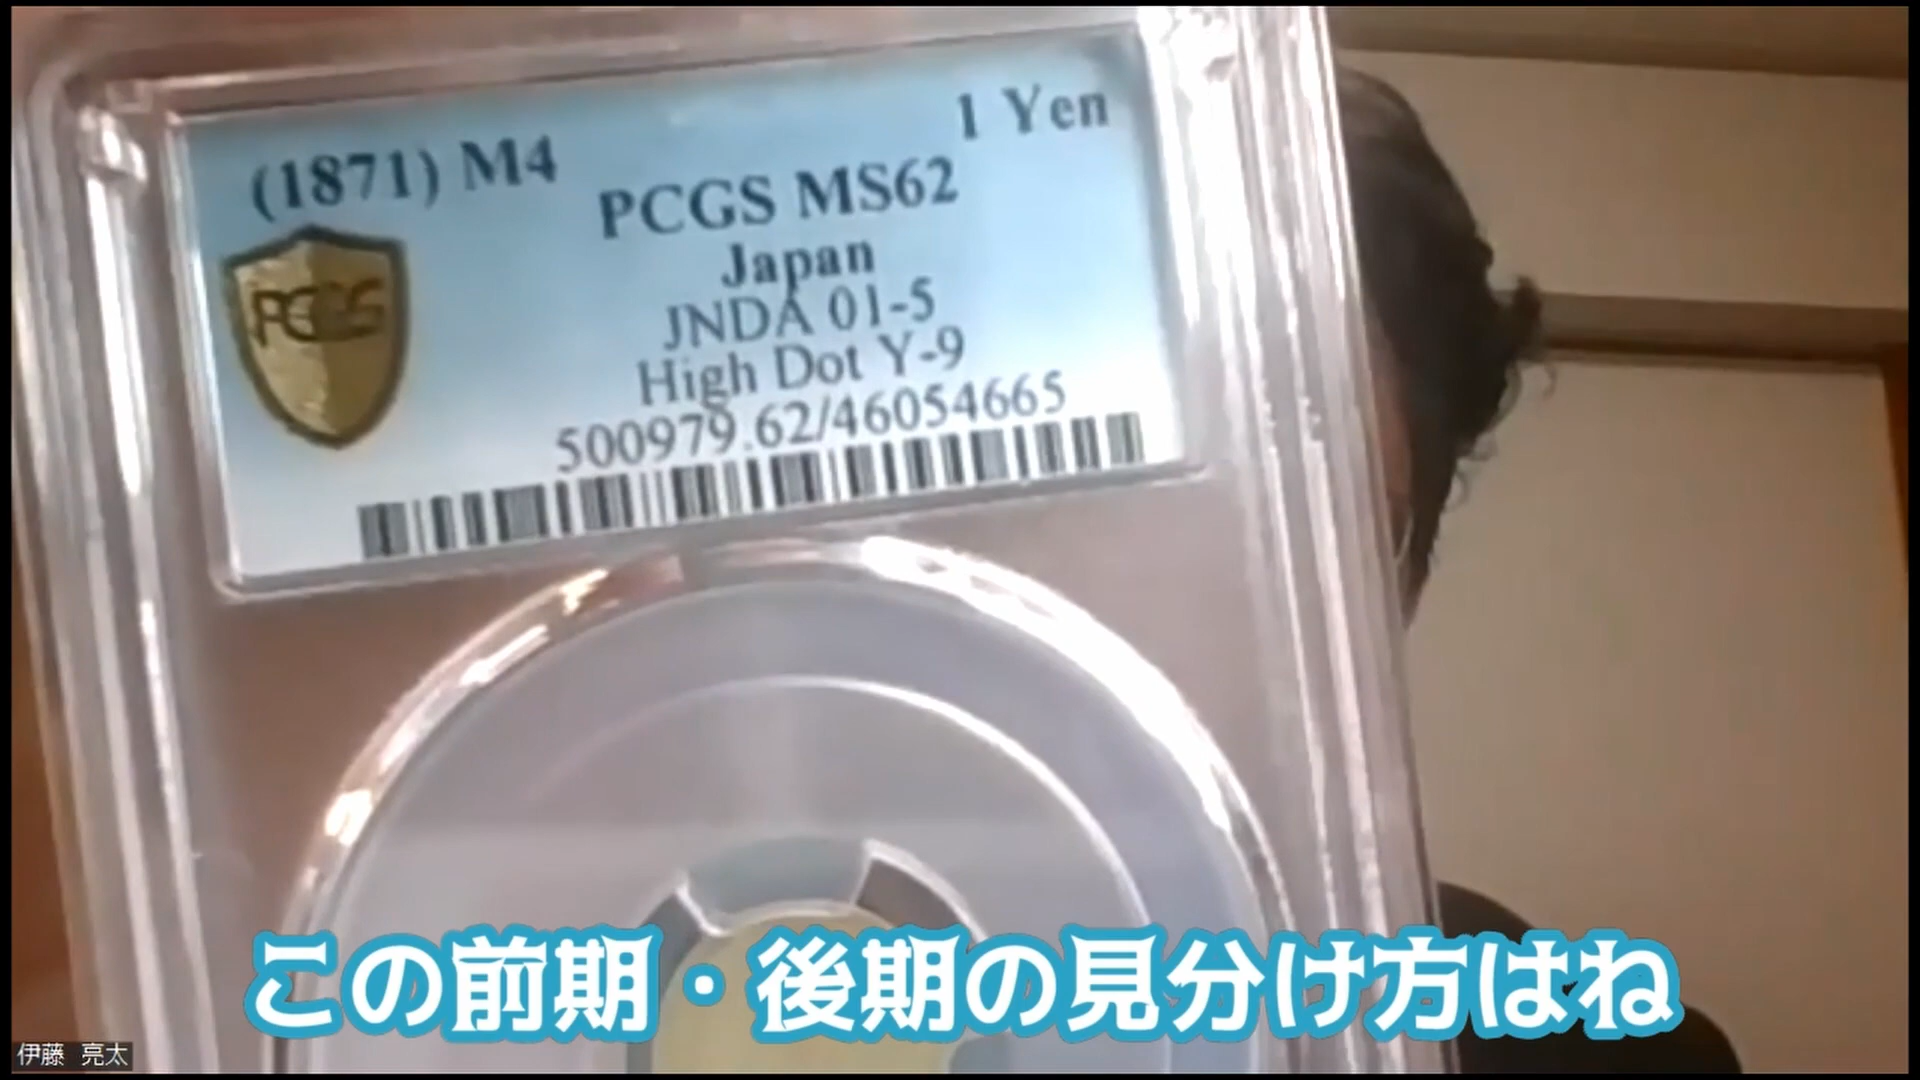 (1871) M4
1 Yen
PCGS MS62
Japan
JNDA 01-5
High Dot Y-9
500979.62/46054665
PCGS
この前期・後期の見分け方はね
伊藤 亮太